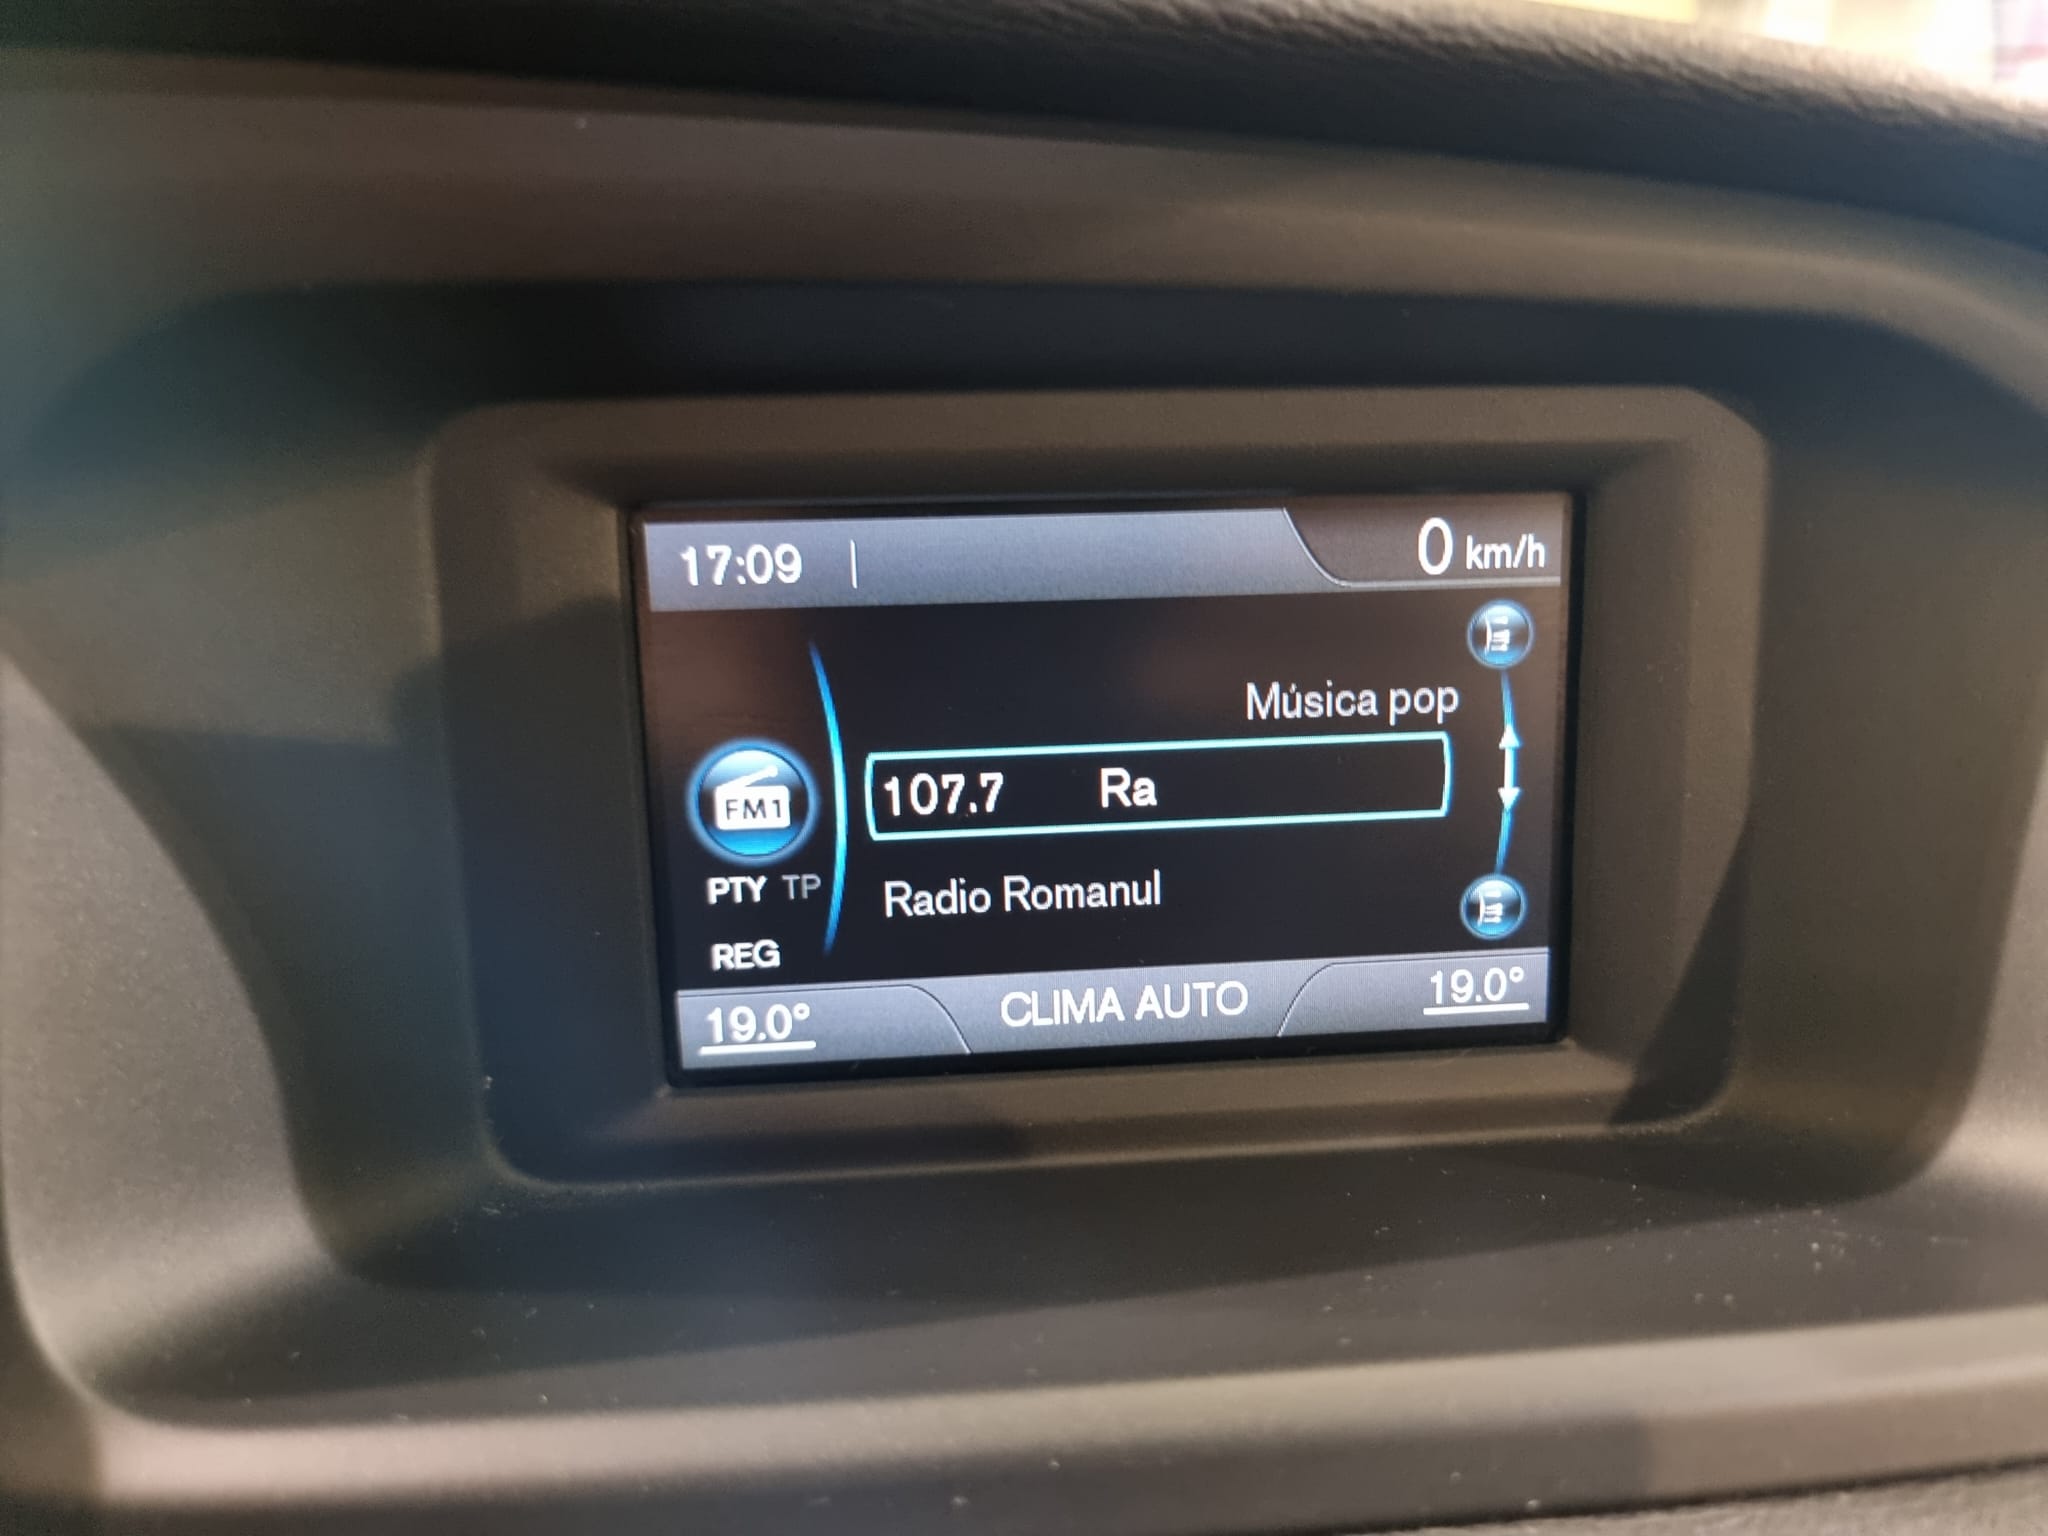 17:09
0 km/h
Música pop
FM1
107.7 Ra
PTY TP
Radio Romanul
REG
19.0°
CLIMA AUTO
19.0°